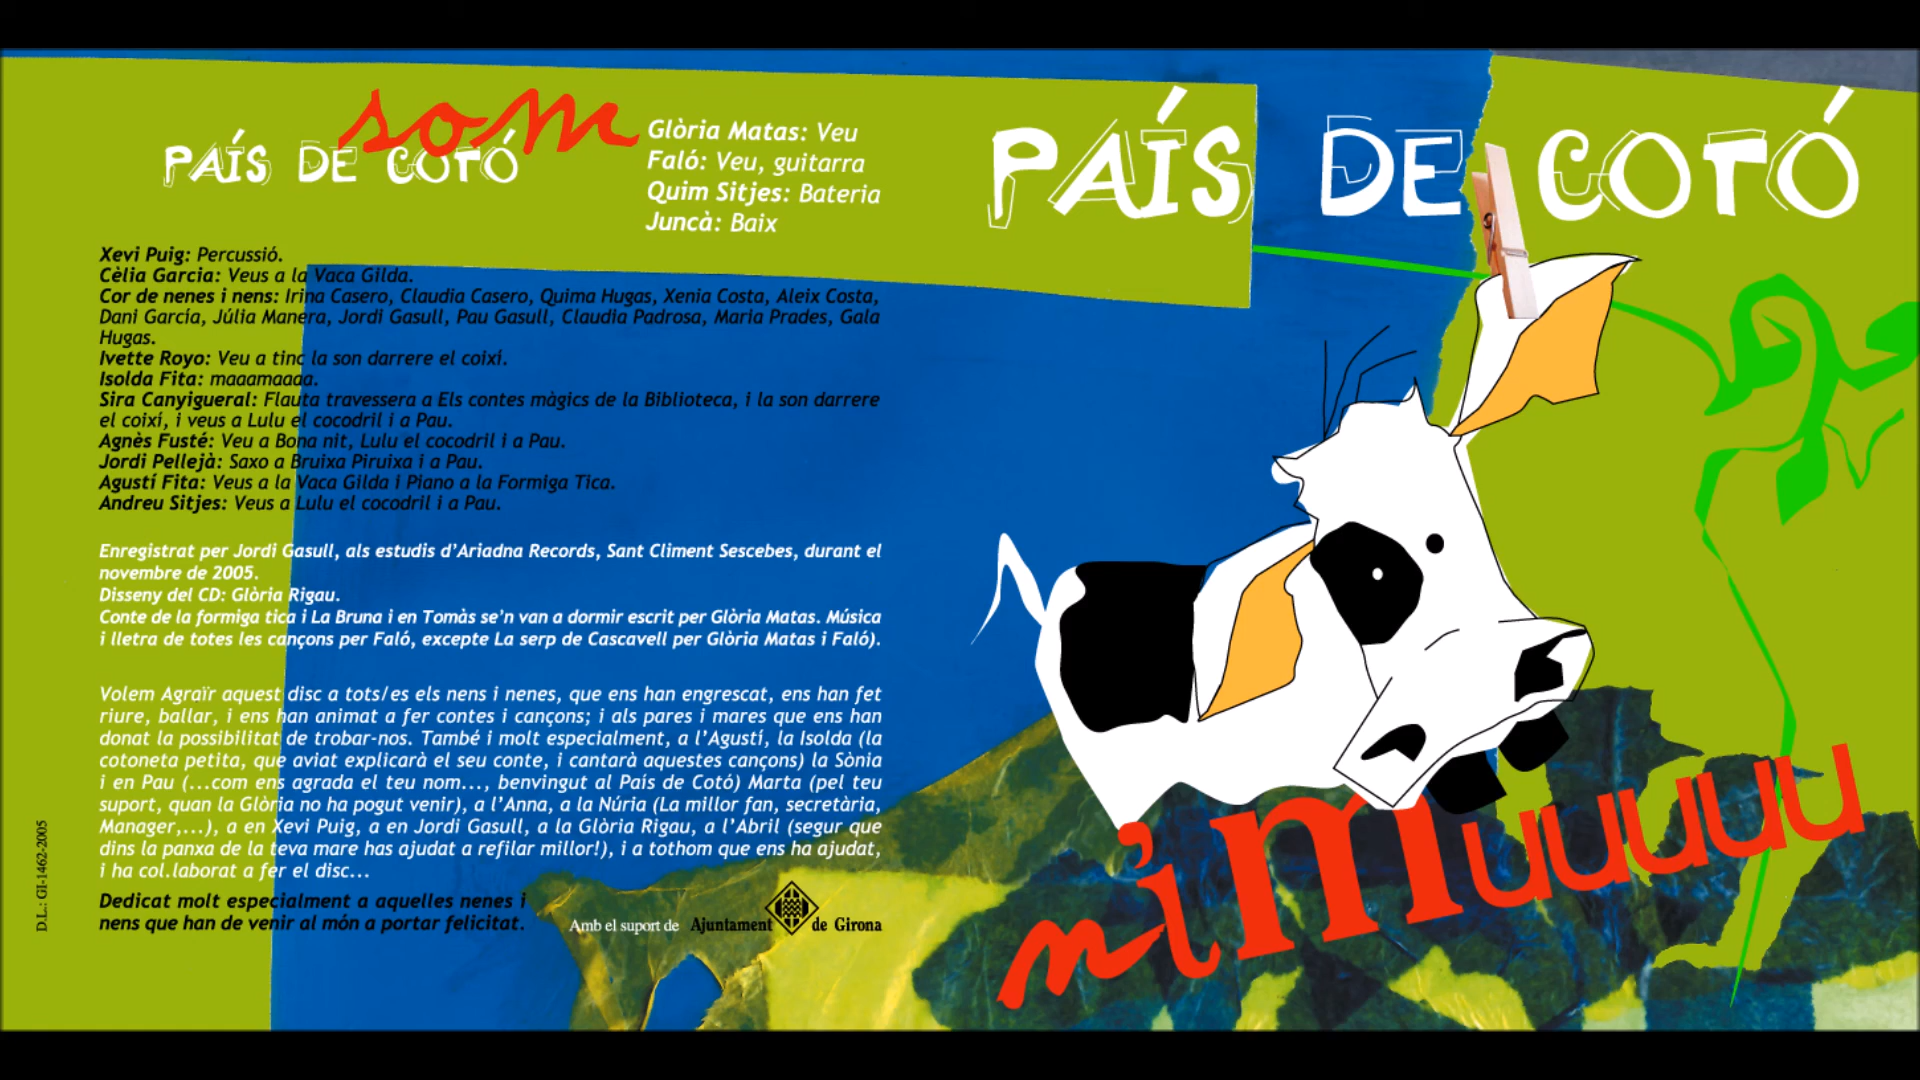 som
PAÍS DE COTÓ
Glòria Matas: Veu
Faló: Veu, guitarra
Quim Sitjes: Bateria
Juncà: Baix
Xevi Puig: Percussió.
Cèlia Garcia: Veus a la Vaca Gilda.
Cor de nenes i nens: Irina Casero, Claudia Casero, Quima Hugas, Xenia Costa, Aleix Costa,
Dani García, Júlia Manera, Jordi Gasull, Pau Gasull, Claudia Padrosa, Maria Prades, Gala
Hugas.
Ivette Royo: Veu a tinc la son darrere el coixí.
Isolda Fita: maaamaaaa.
Sira Canyigueral: Flauta travessera a Els contes màgics de la Biblioteca, i la son darrere
el coixí, i veus a Lulu el cocodril i a Pau.
Agnès Fusté: Veu a Bona nit, Lulu el cocodril i a Pau.
Jordi Pellejà: Saxo a Bruixa Piruixa i a Pau.
Agustí Fita: Veus a la Vaca Gilda i Piano a la Formiga Tica.
Andreu Sitjes: Veus a Lulu el cocodril i a Pau.
Enregistrat per Jordi Gasull, als estudis d'Ariadna Records, Sant Climent Sescebes, durant el
novembre de 2005.
Disseny del CD: Glòria Rigau.
Conte de la formiga tica i La Bruna i en Tomàs se'n van a dormir escrit per Glòria Matas. Música
i lletra de totes les cançons per Faló, excepte La serp de Cascavell per Glòria Matas i Faló).
Volem Agraïr aquest disc a tots/es els nens i nenes, que ens han engrescat, ens han fet
riure, ballar, i ens han animat a fer contes i cançons; i als pares i mares que ens han
donat la possibilitat de trobar-nos. També i molt especialment, a l'Agustí, la Isolda (la
cotoneta petita, que aviat explicarà el seu conte, i cantarà aquestes cançons) la Sònia
i en Pau (...com ens agrada el teu nom..., benvingut al País de Cotó) Marta (pel teu
suport, quan la Glòria no ha pogut venir), a l'Anna, a la Núria (La millor fan, secretària,
Manager,...), a en Xevi Puig, a en Jordi Gasull, a la Glòria Rigau, a l'Abril (segur que
dins la panxa de la teva mare has ajudat a refilar millor!), i a tothom que ens ha ajudat,
i ha col.laborat a fer el disc...
Dedicat molt especialment a aquelles nenes i
nens que han de venir al món a portar felicitat.
Amb el suport de Ajuntament de Girona
D.L.: GI-1462-2005
PAÍS DE COTÓ
n'imuuuuu